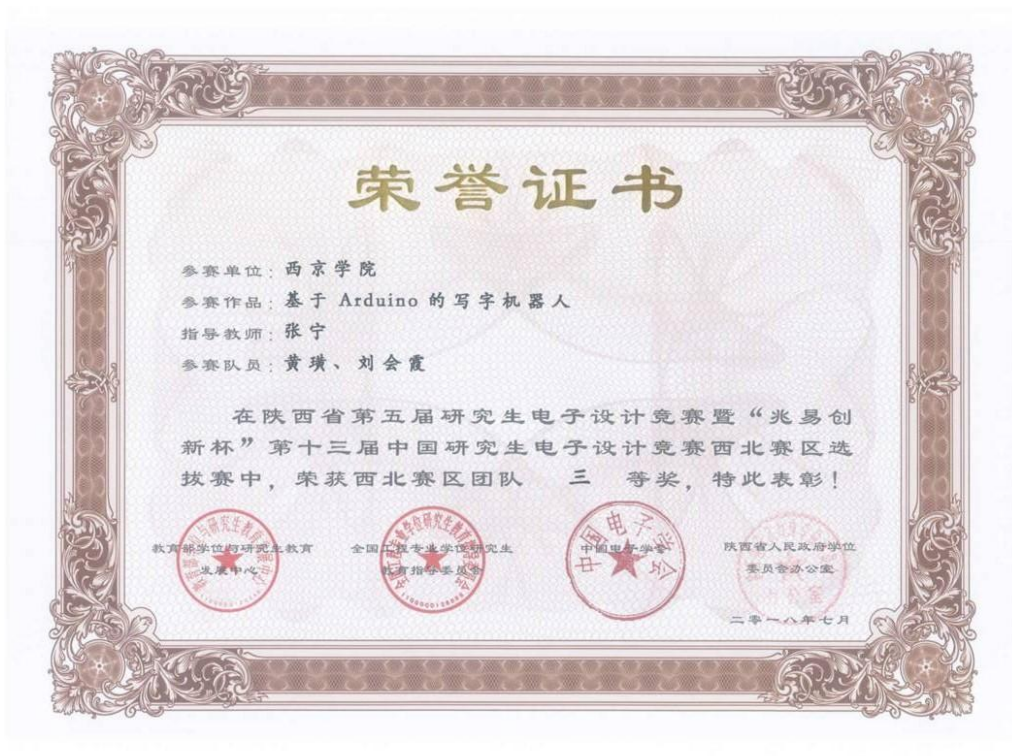 荣誉证书
参赛单位：西京学院
参赛作品：基于 Arduino 的写字机器人
指导教师：张宁
参赛队员：黄璜、刘会霞
在陕西省第五届研究生电子设计竞赛暨“兆易创
新杯”第十三届中国研究生电子设计竞赛西北赛区选
拔赛中，荣获西北赛区团队 三 等奖，特此表彰！
教育部学位与研究生教育
发展中心
全国工程专业学位研究生
教育指导委员会
中国电子学会
中国电子学会
陕西省人民政府学位
委员会办公室
二零一八年七月